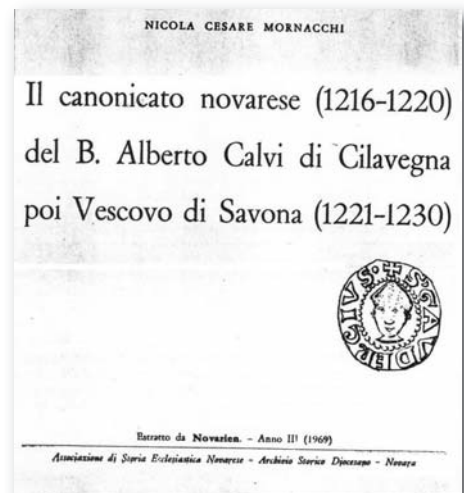 NICOLA CESARE MORNACCHI
Il canonicato novarese (1216-1220)
del B. Alberto Calvi di Cilavegna
poi Vescovo di Savona (1221-1230)
+ S • GAVDENCIVS •
Estratto da Novarien. - Anno III (1969)
Associazione di Storia Ecclesiastica Novarese - Archivio Storico Diocesano - Novara